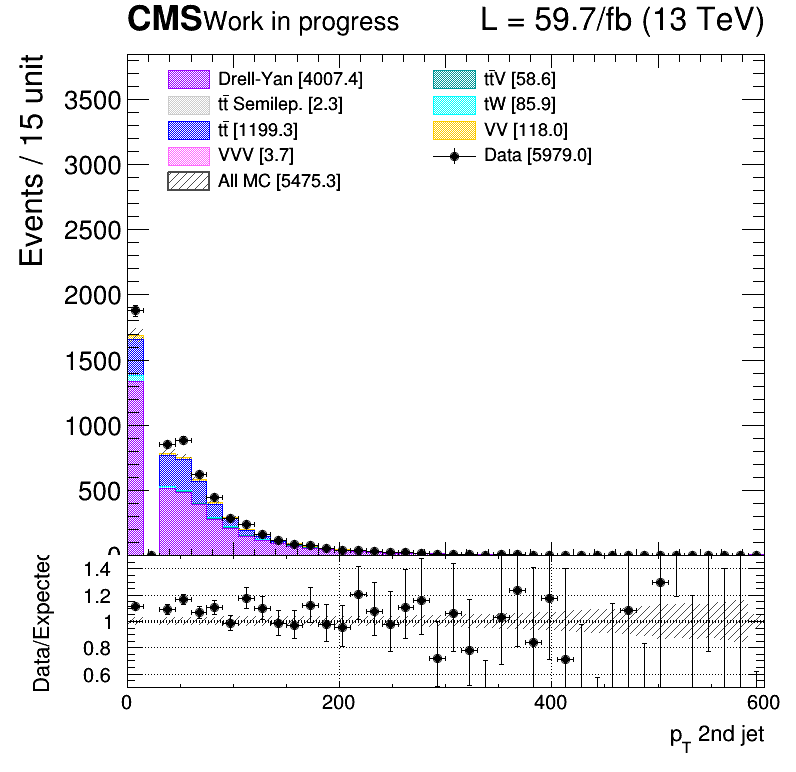 CMS Work in progress L = 59.7/fb (13 TeV)
Events / 15 unit
3500
3000
2500
2000
1500
1000
500
0
Drell-Yan [4007.4]
tt̄ Semilep. [2.3]
tt̄ [1199.3]
VVV [3.7]
All MC [5475.3]
tt̄V [58.6]
tW [85.9]
VV [118.0]
Data [5979.0]
Data/Expected
1.4
1.2
1
0.8
0.6
0 200 400 600
p_T 2nd jet